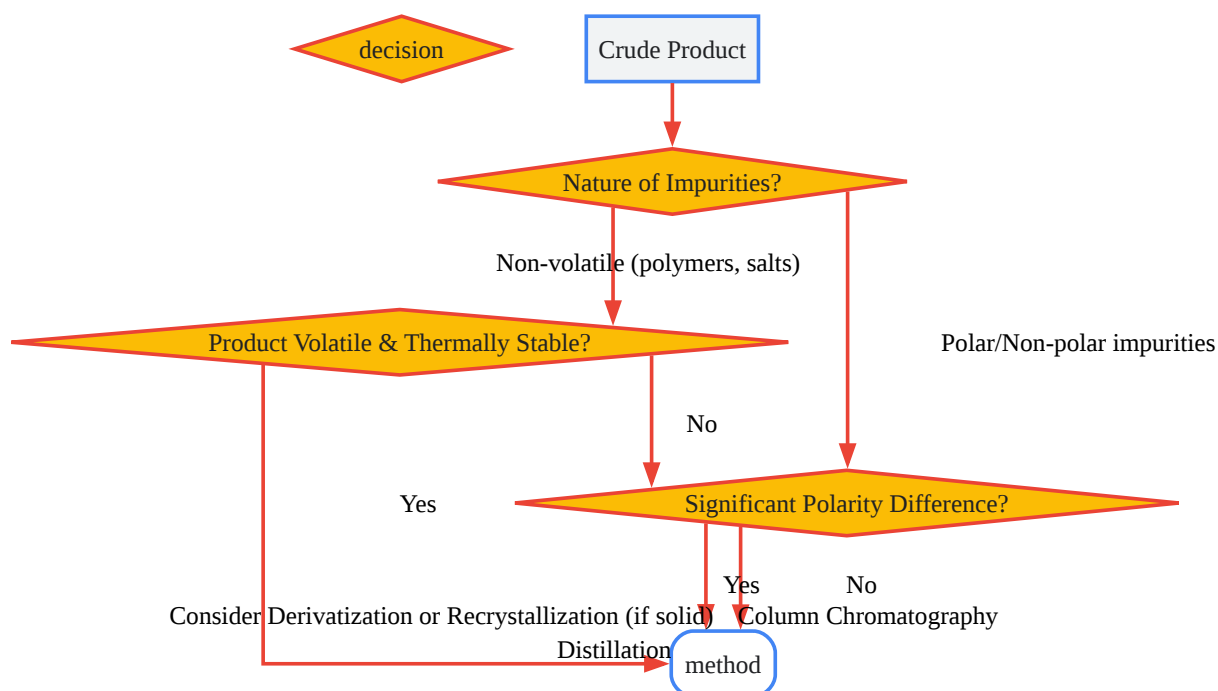 decision
Crude Product
Nature of Impurities?
Non-volatile (polymers, salts)
Product Volatile & Thermally Stable?
Polar/Non-polar impurities
No
Yes
Significant Polarity Difference?
Yes
No
Consider Derivatization or Recrystallization (if solid)
Column Chromatography
Distillation
method